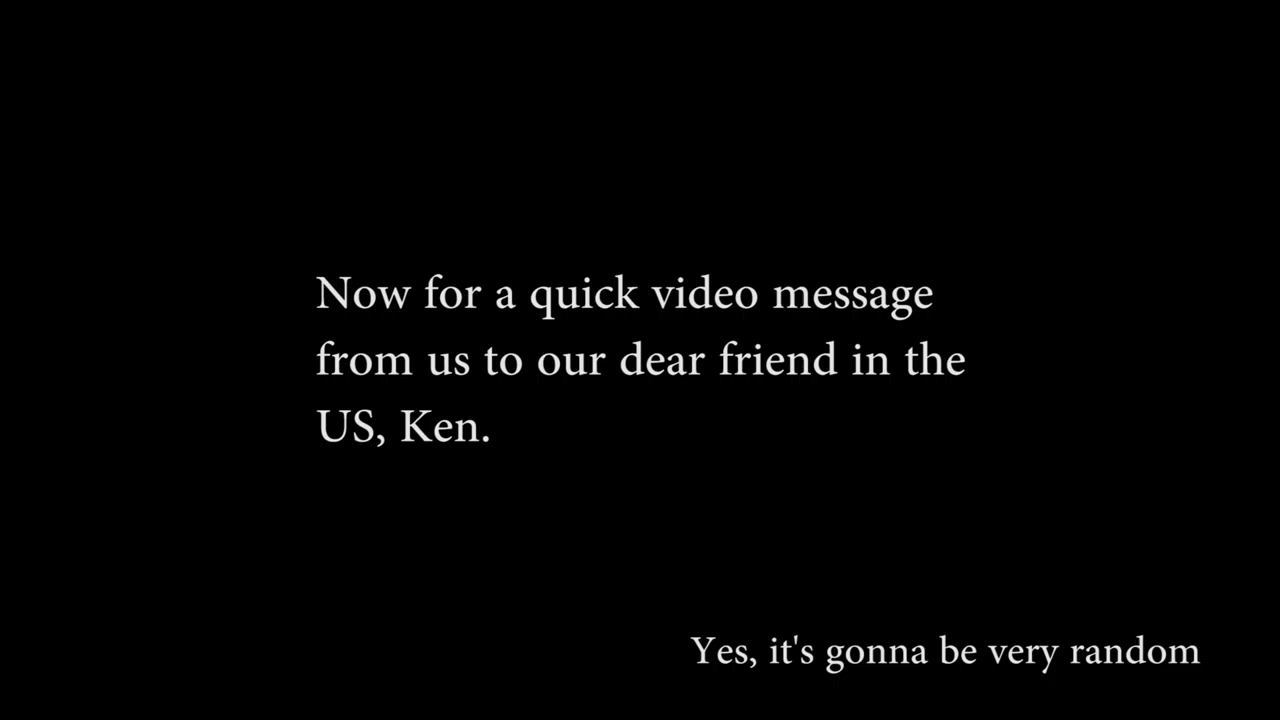 Now for a quick video message
from us to our dear friend in the
US, Ken.
Yes, it's gonna be very random